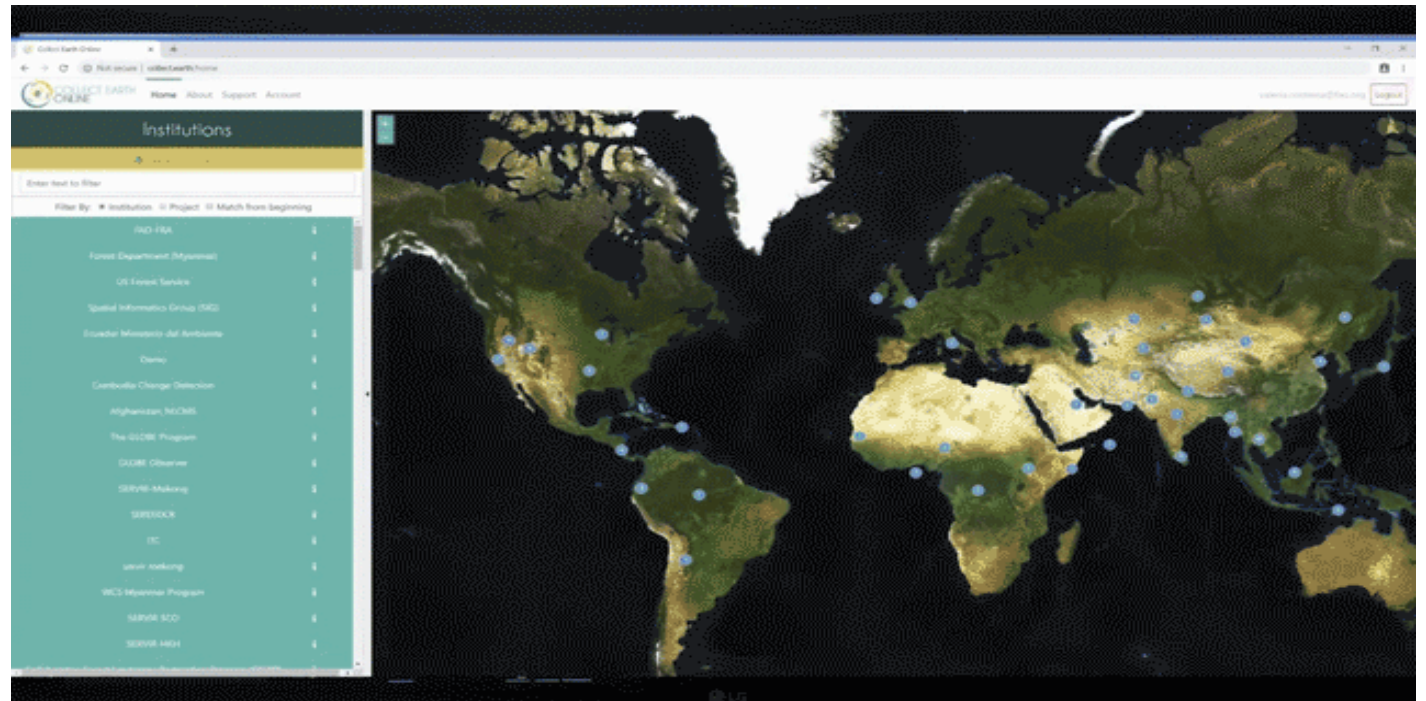 Collect Earth Online
Not secure | collect.earth/home
COLLECT EARTH
ONLINE
Home About Support Account
Logout
Institutions
Enter text to filter
Filter By: Institution Project Match from beginning
FAO-FRA
Forest Department (Myanmar)
US Forest Service
Spatial Informatics Group (SIG)
Ecuador Ministerio del Ambiente
Demo
Cambodia Change Detection
Afghanistan_NLCMS
The GLOBE Program
GLOBE Observer
SERVIR-Mekong
ITC
WCS Myanmar Program
SERVIR SCO
SERVIR-HKH
LG